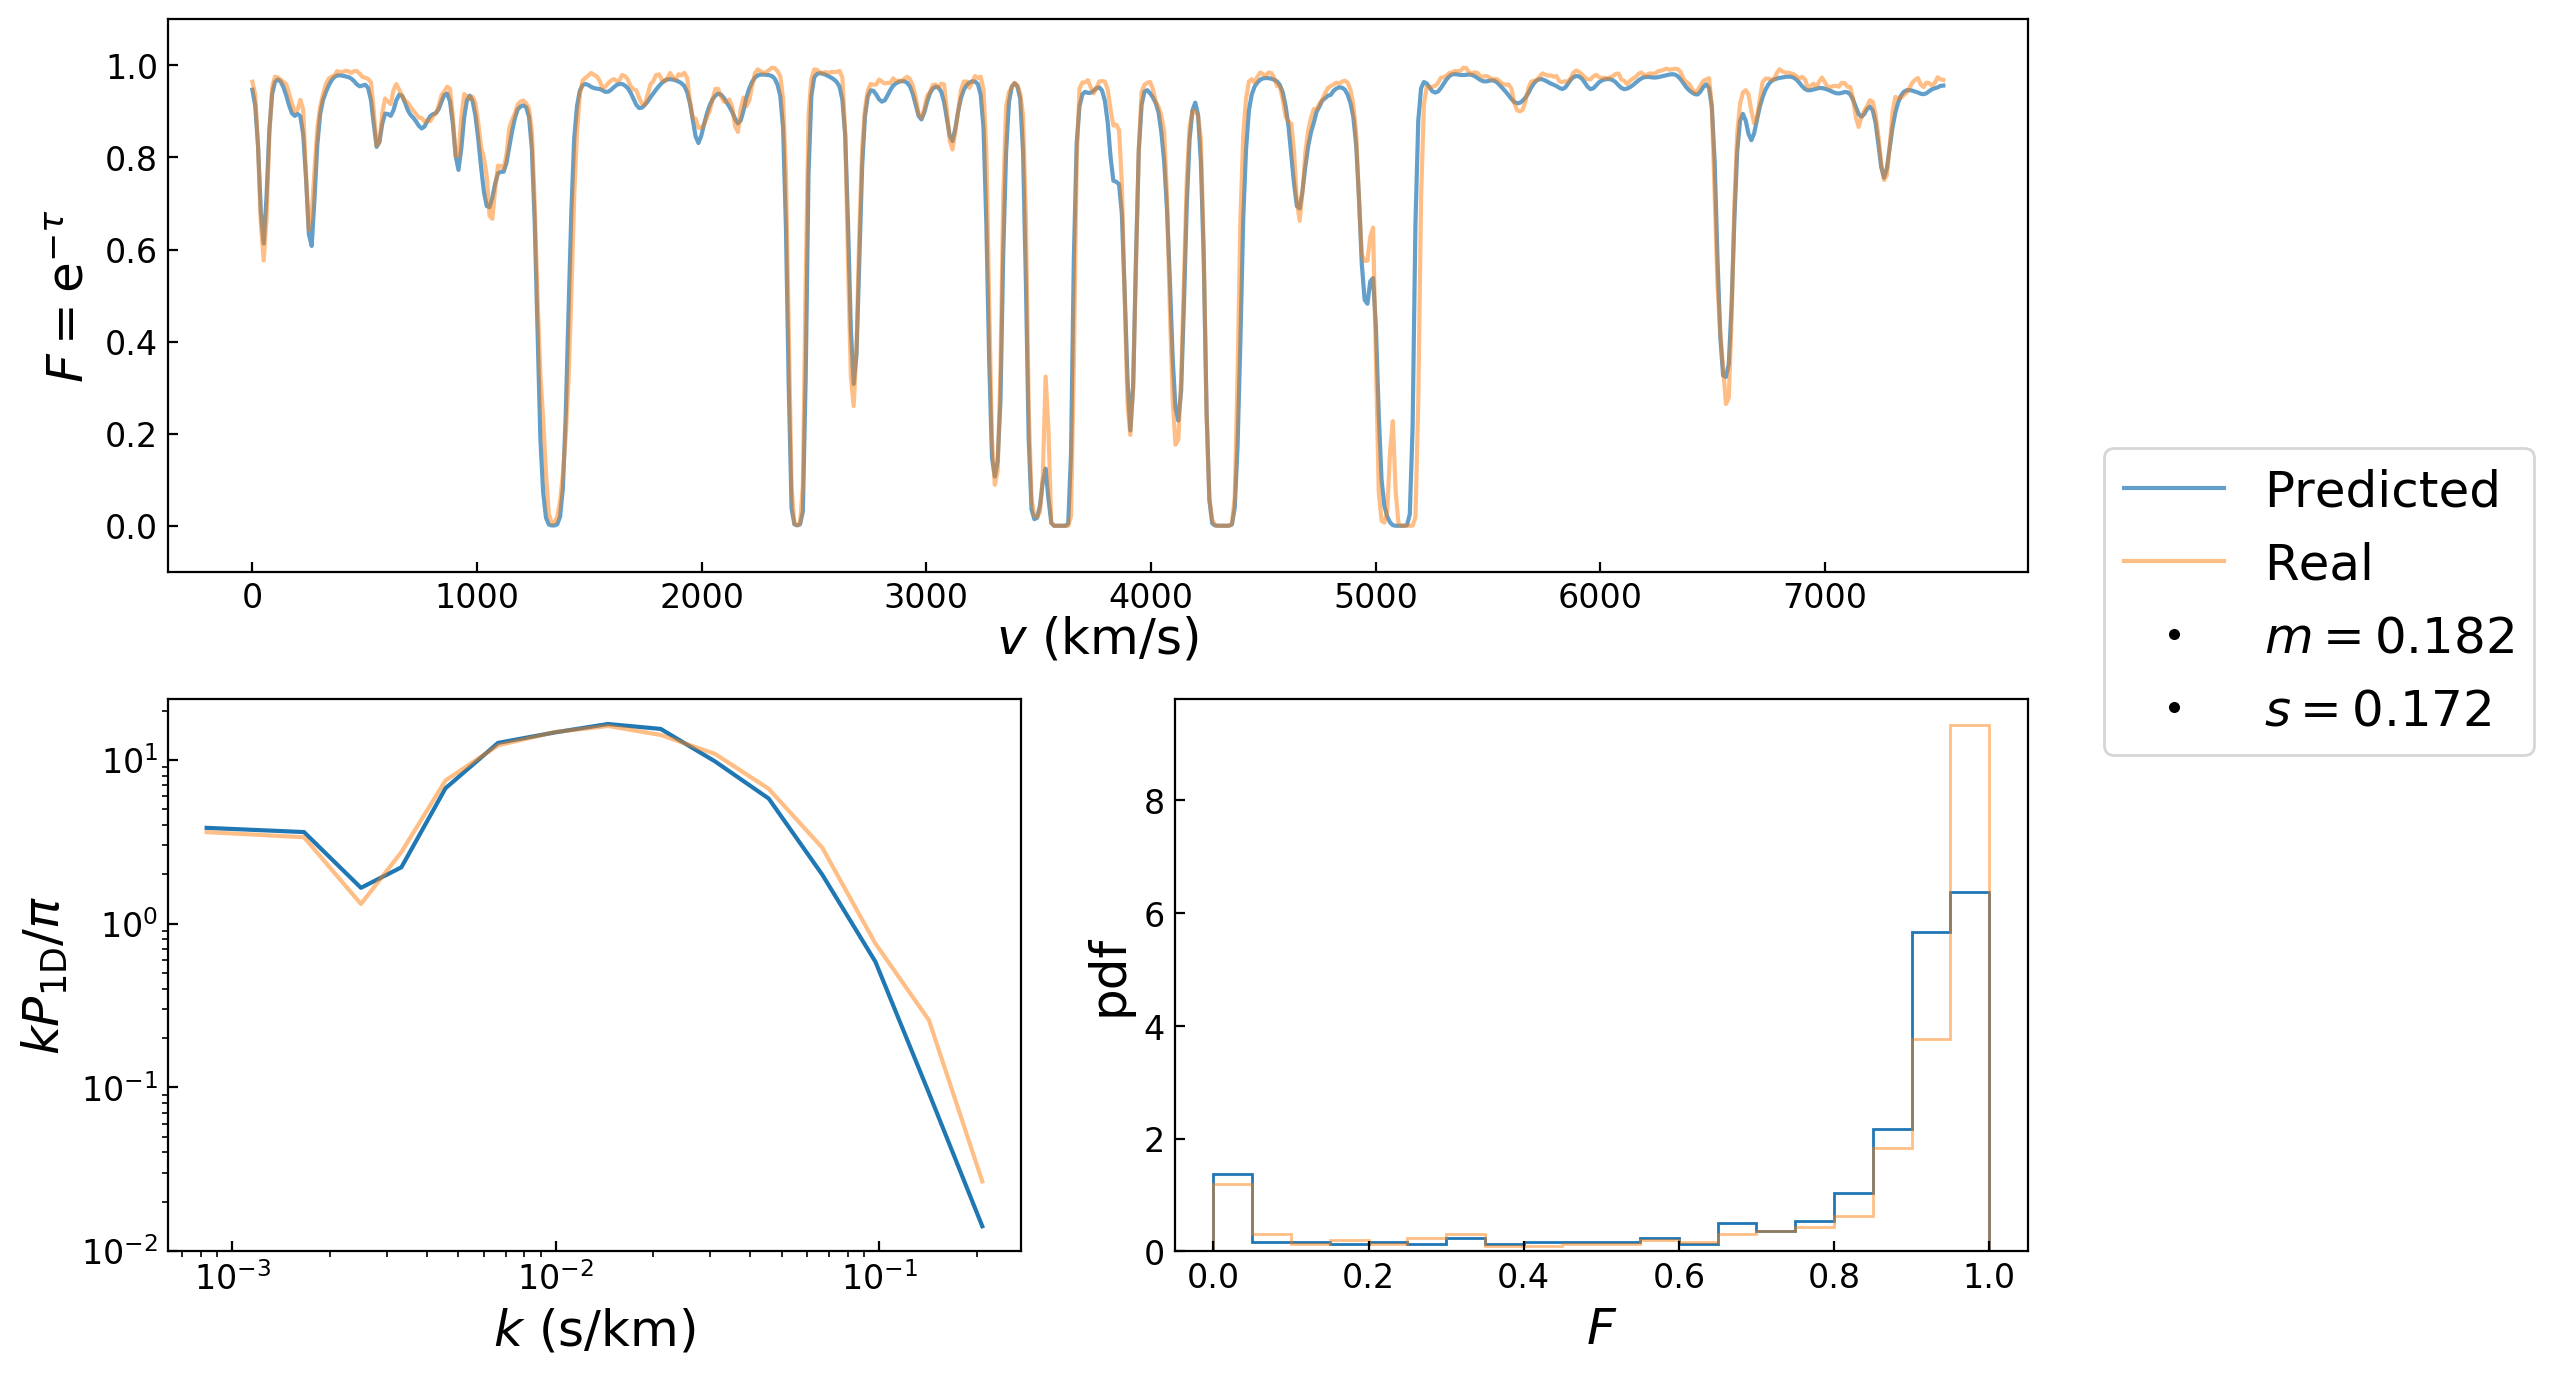 F = e^{−τ}
1.0
0.8
0.6
0.4
0.2
0.0
0 1000 2000 3000 4000 5000 6000 7000
v (km/s)
Predicted
Real
m = 0.182
s = 0.172
kP_{1D}/π
10^1
10^0
10^{−1}
10^{−2}
10^{−3} 10^{−2} 10^{−1}
k (s/km)
pdf
8
6
4
2
0
0.0 0.2 0.4 0.6 0.8 1.0
F